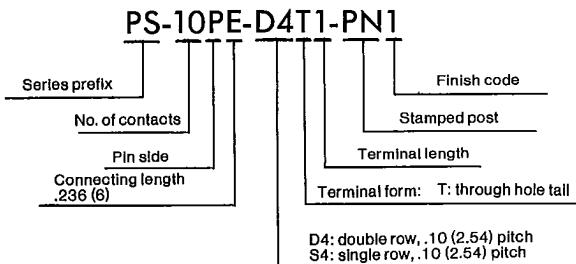 PS-10PE-D4T1-PN1
Series prefix
Finish code
No. of contacts
Stamped post
Pin side
Terminal length
Connecting length
.236 (6)
Terminal form: T: through hole tail
D4: double row, .10 (2.54) pitch
S4: single row, .10 (2.54) pitch